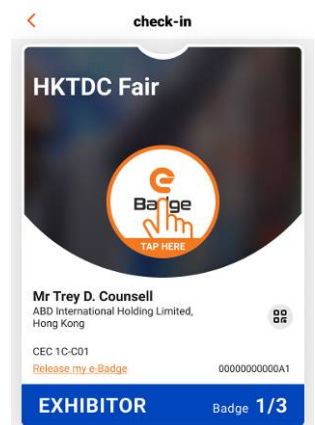 check-in
HKTDC Fair
e
Badge
TAP HERE
Mr Trey D. Counsell
ABD International Holding Limited,
Hong Kong
CEC 1C-C01
Release my e-Badge
00000000000A1
EXHIBITOR
Badge 1/3